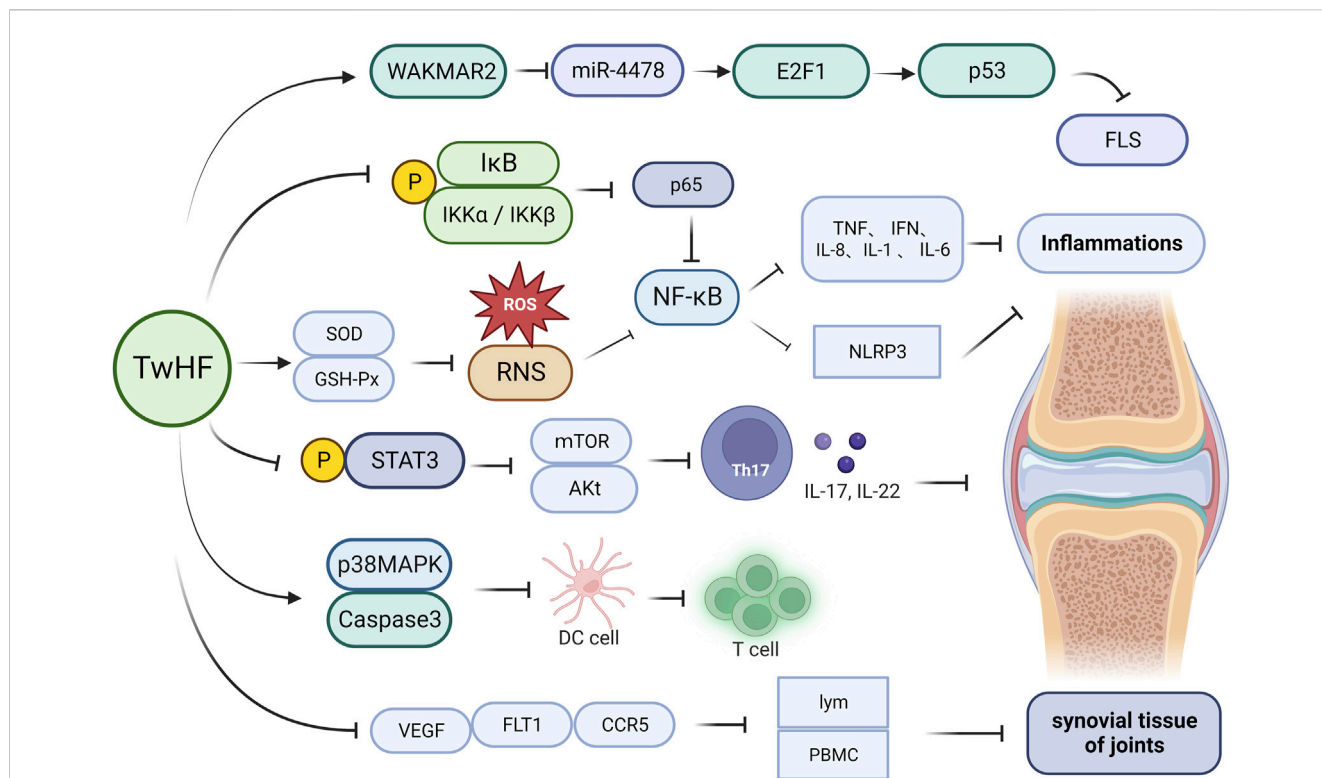 WAKMAR2
miR-4478
E2F1
p53
FLS
P
IκB
IKKα / IKKβ
p65
TNF、 IFN、
IL-8、IL-1 、 IL-6
Inflammations
TwHF
SOD
GSH-Px
ROS
RNS
NF-κB
NLRP3
P
STAT3
mTOR
AKt
Th17
IL-17, IL-22
p38MAPK
Caspase3
DC cell
T cell
VEGF
FLT1
CCR5
lym
PBMC
synovial tissue
of joints